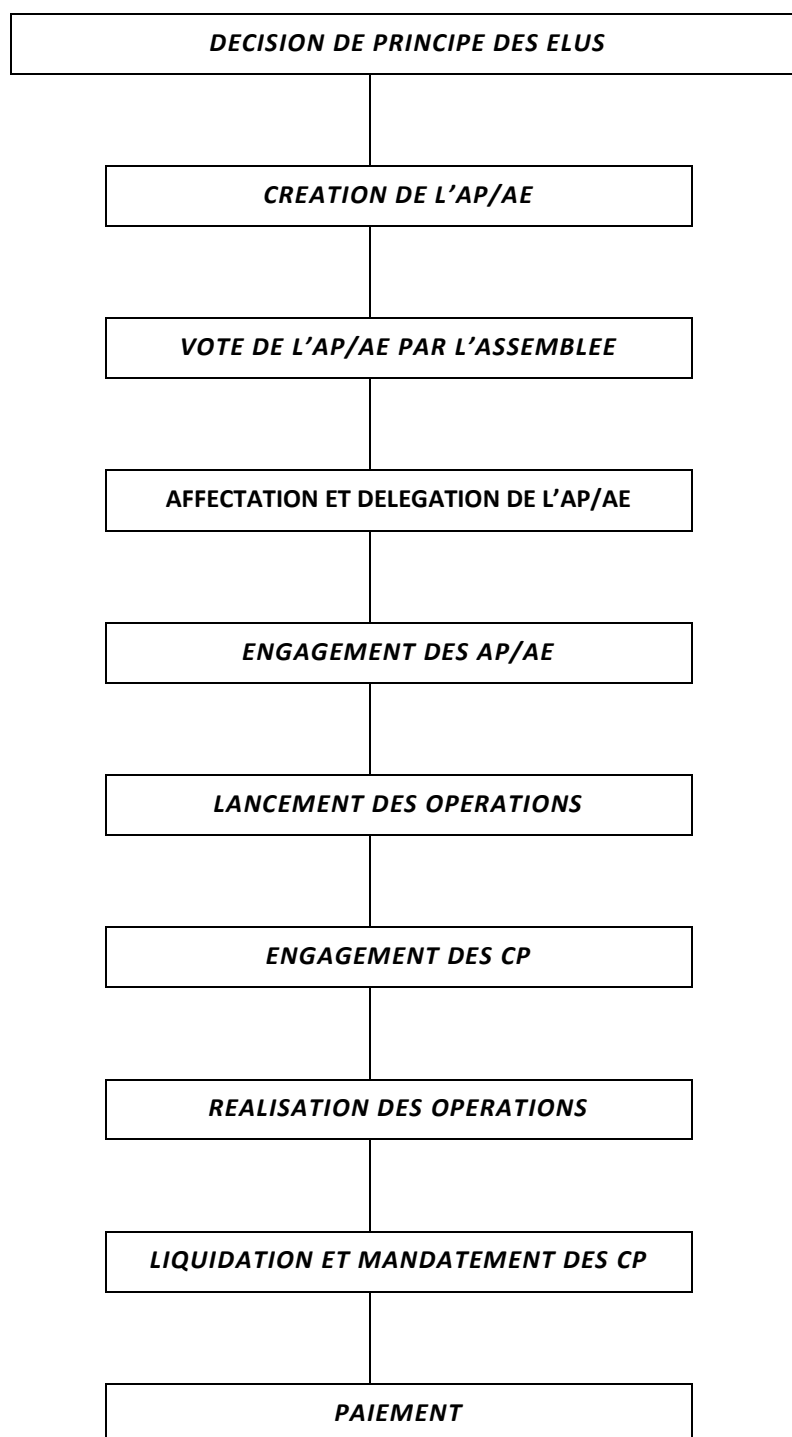 DECISION DE PRINCIPE DES ELUS
CREATION DE L’AP/AE
VOTE DE L’AP/AE PAR L’ASSEMBLEE
AFFECTATION ET DELEGATION DE L’AP/AE
ENGAGEMENT DES AP/AE
LANCEMENT DES OPERATIONS
ENGAGEMENT DES CP
REALISATION DES OPERATIONS
LIQUIDATION ET MANDATEMENT DES CP
PAIEMENT